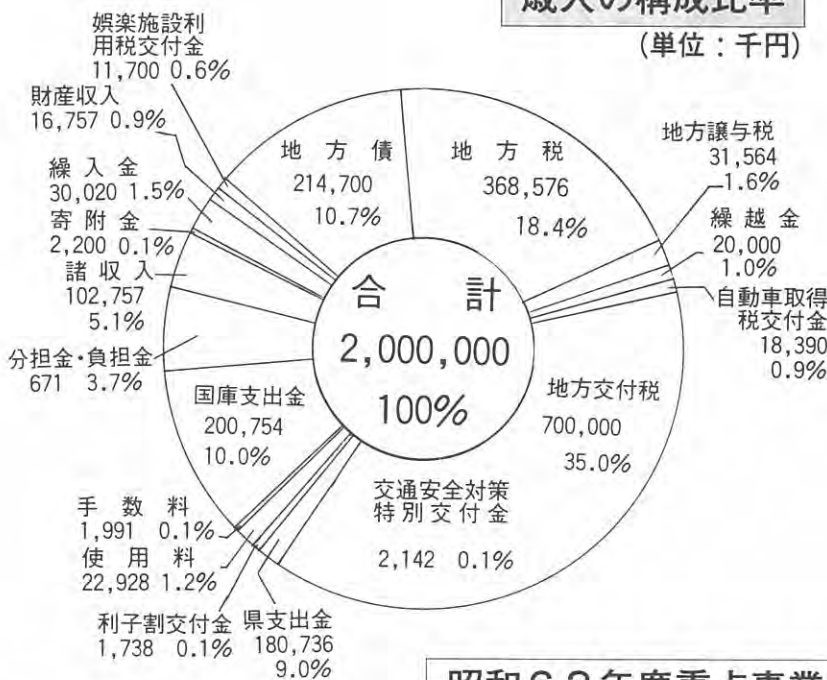 歳入の構成比率
(単位：千円)
娯楽施設利
用税交付金
11,700 0.6%
財産収入
16,757 0.9%
繰入金
30,020 1.5%
寄附金
2,200 0.1%
諸収入
102,757
5.1%
分担金・負担金
671 3.7%
地方債
214,700
10.7%
地方税
368,576
18.4%
地方譲与税
31,564
1.6%
繰越金
20,000
1.0%
自動車取得
税交付金
18,390
0.9%
合計
2,000,000
100%
地方交付税
700,000
35.0%
国庫支出金
200,754
10.0%
交通安全対策
特別交付金
2,142 0.1%
手数料
1,991 0.1%
使用料
22,928 1.2%
利子割交付金
1,738 0.1%
県支出金
180,736
9.0%